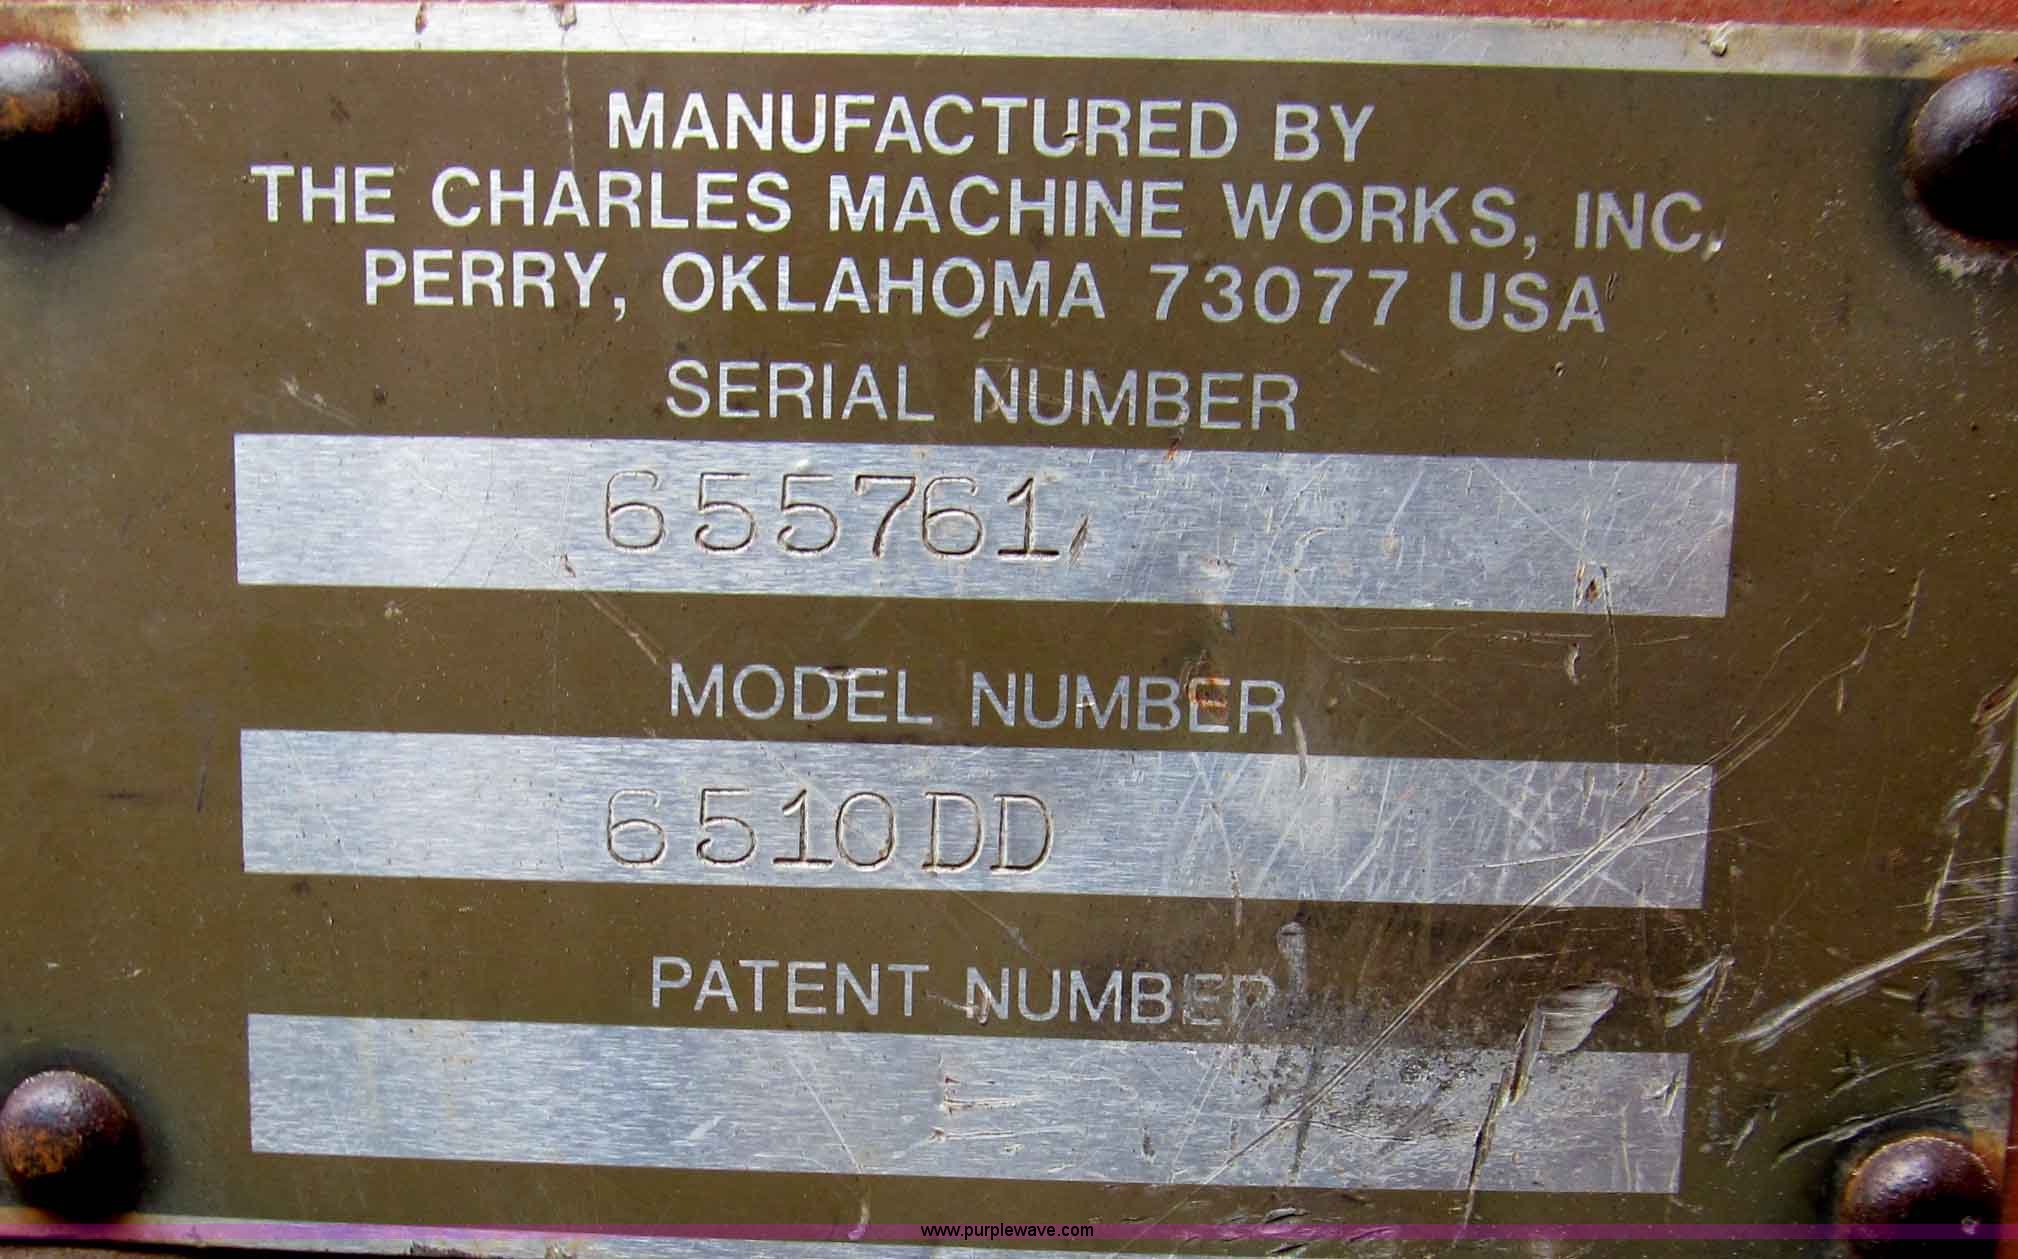 MANUFACTURED BY
THE CHARLES MACHINE WORKS, INC.
PERRY, OKLAHOMA 73077 USA
SERIAL NUMBER
655761
MODEL NUMBER
6510DD
PATENT NUMBER
www.purplewave.com